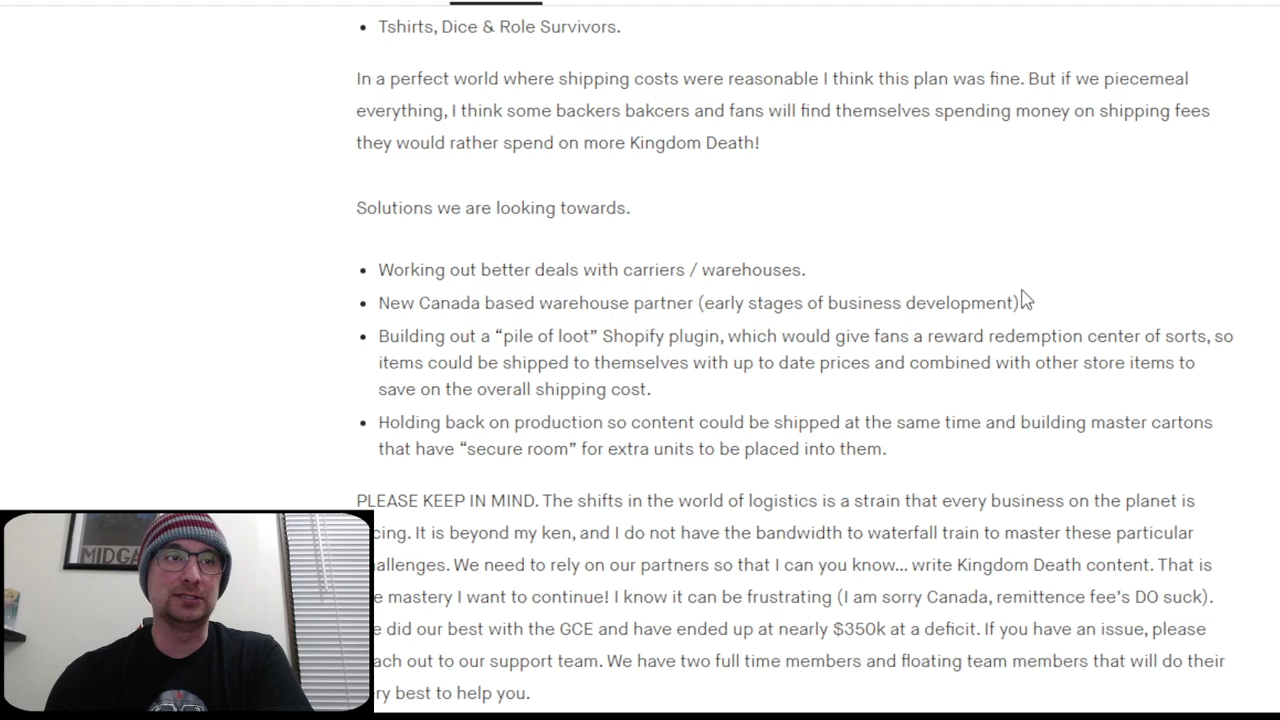 Tshirts, Dice & Role Survivors.
In a perfect world where shipping costs were reasonable I think this plan was fine. But if we piecemeal
everything, I think some backers bakcers and fans will find themselves spending money on shipping fees
they would rather spend on more Kingdom Death!
Solutions we are looking towards.
Working out better deals with carriers / warehouses.
New Canada based warehouse partner (early stages of business development)
Building out a “pile of loot” Shopify plugin, which would give fans a reward redemption center of sorts, so
items could be shipped to themselves with up to date prices and combined with other store items to
save on the overall shipping cost.
Holding back on production so content could be shipped at the same time and building master cartons
that have “secure room” for extra units to be placed into them.
PLEASE KEEP IN MIND. The shifts in the world of logistics is a strain that every business on the planet is
cing. It is beyond my ken, and I do not have the bandwidth to waterfall train to master these particular
allenges. We need to rely on our partners so that I can you know... write Kingdom Death content. That is
e mastery I want to continue! I know it can be frustrating (I am sorry Canada, remittence fee's DO suck).
e did our best with the GCE and have ended up at nearly $350k at a deficit. If you have an issue, please
ach out to our support team. We have two full time members and floating team members that will do their
ry best to help you.
MIDGA